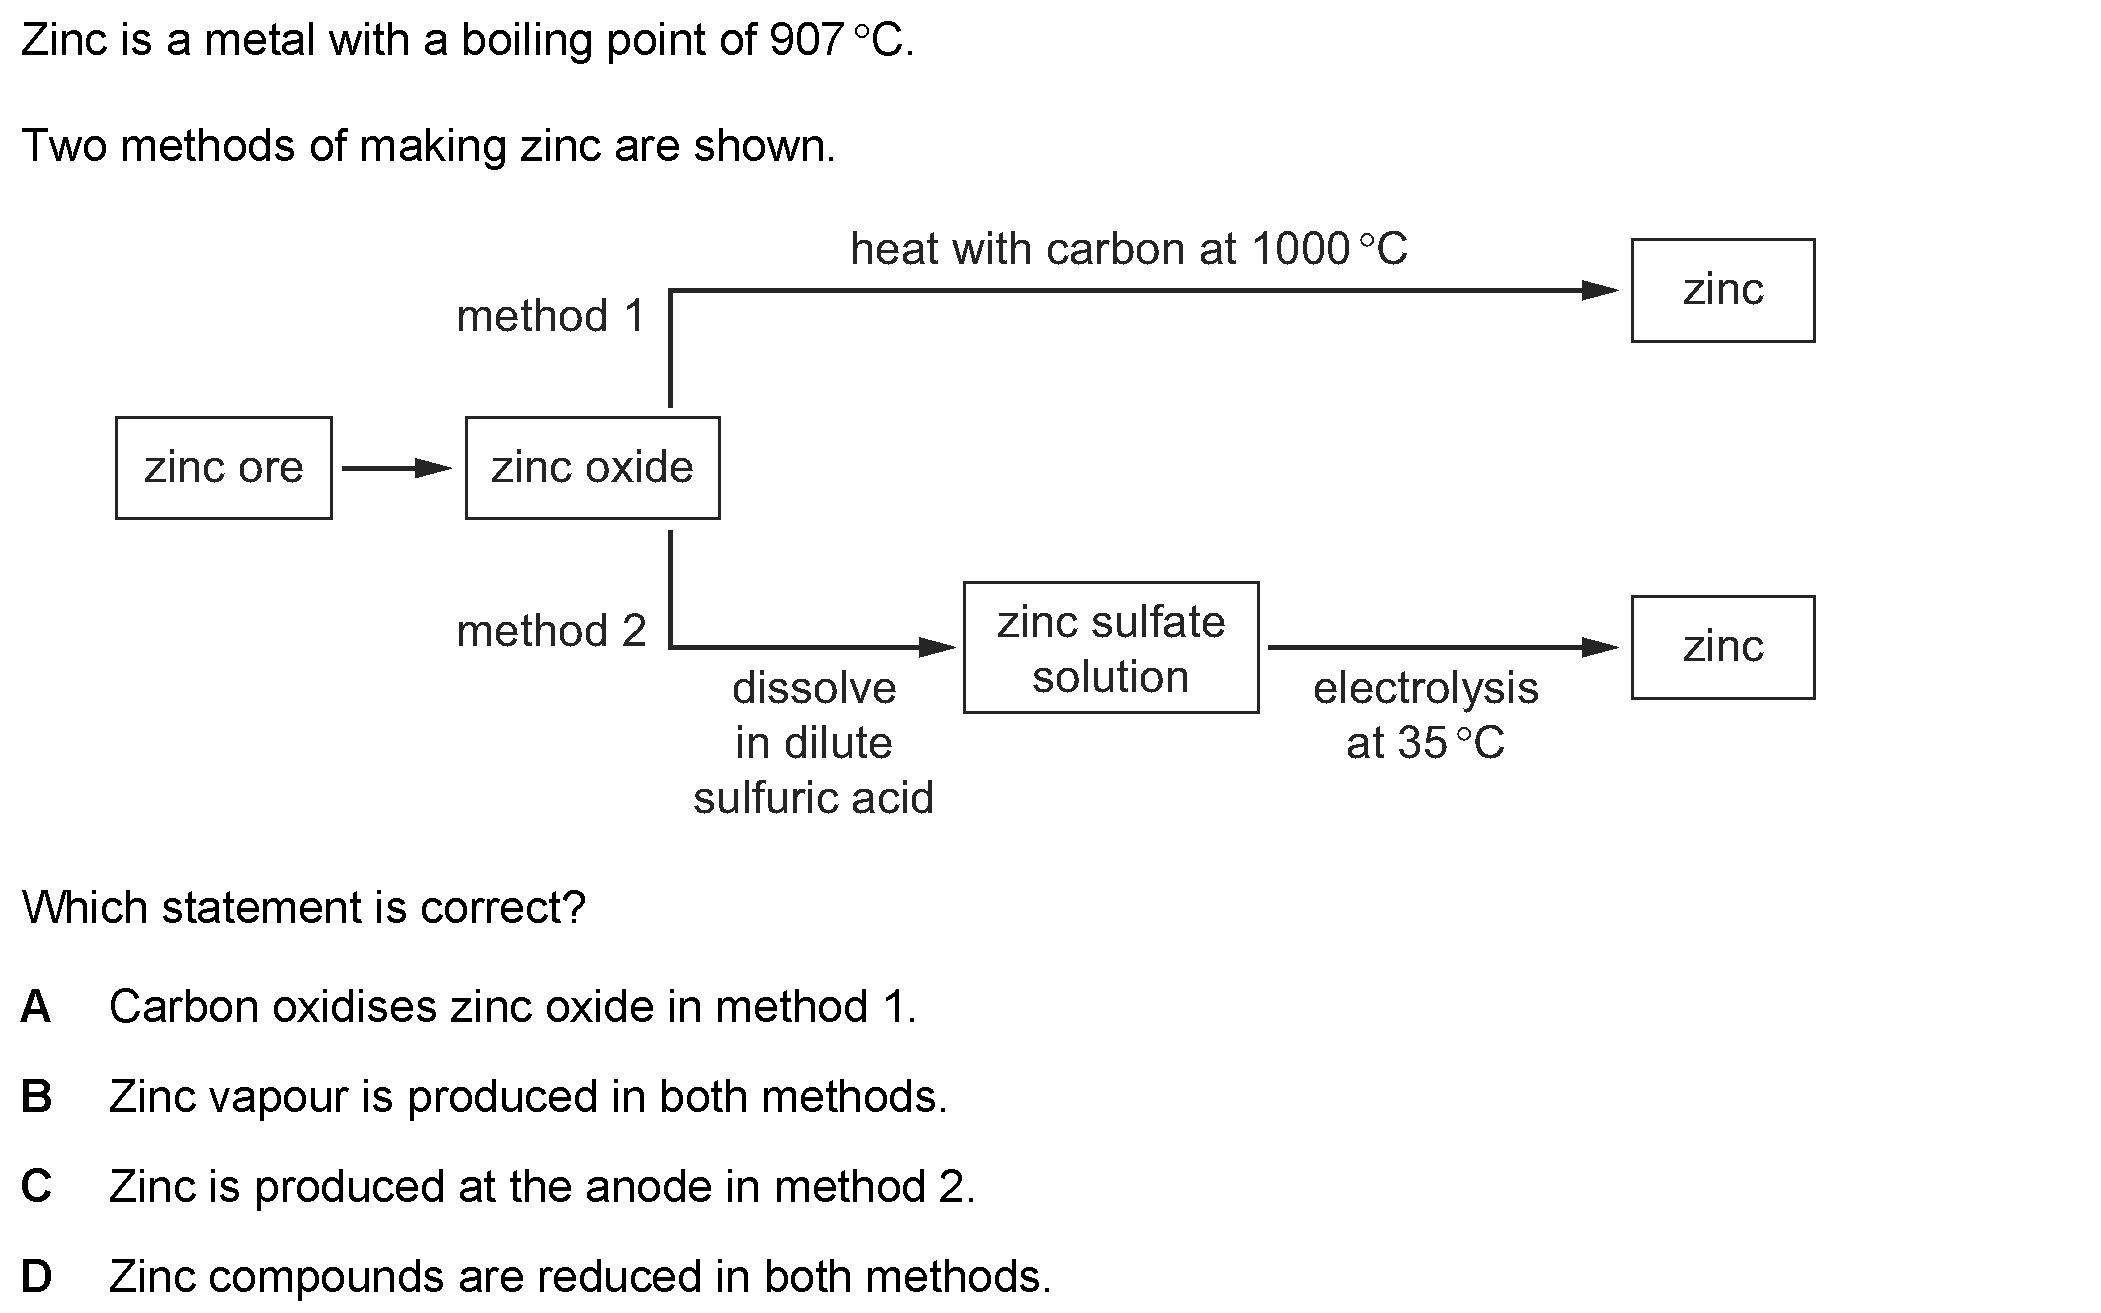 Zinc is a metal with a boiling point of 907 °C.
Two methods of making zinc are shown.
heat with carbon at 1000 °C
zinc
method 1
zinc ore
zinc oxide
method 2
zinc sulfate
solution
zinc
dissolve
in dilute
sulfuric acid
electrolysis
at 35 °C
Which statement is correct?
A Carbon oxidises zinc oxide in method 1.
B Zinc vapour is produced in both methods.
C Zinc is produced at the anode in method 2.
D Zinc compounds are reduced in both methods.